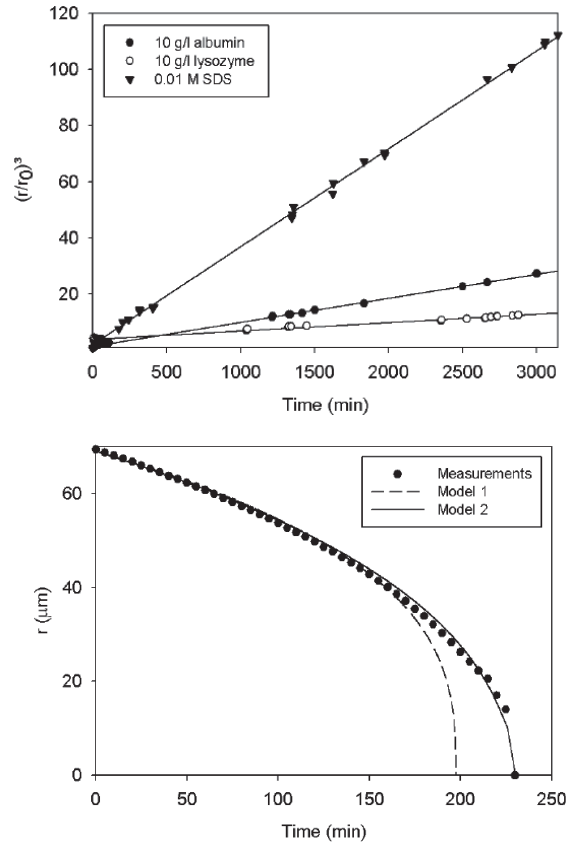 120
100
80
60
40
20
(r/r0)³
10 g/l albumin
10 g/l lysozyme
0.01 M SDS
0 500 1000 1500 2000 2500 3000
Time (min)
60
40
20
0
r (μm)
Measurements
Model 1
Model 2
0 50 100 150 200 250
Time (min)